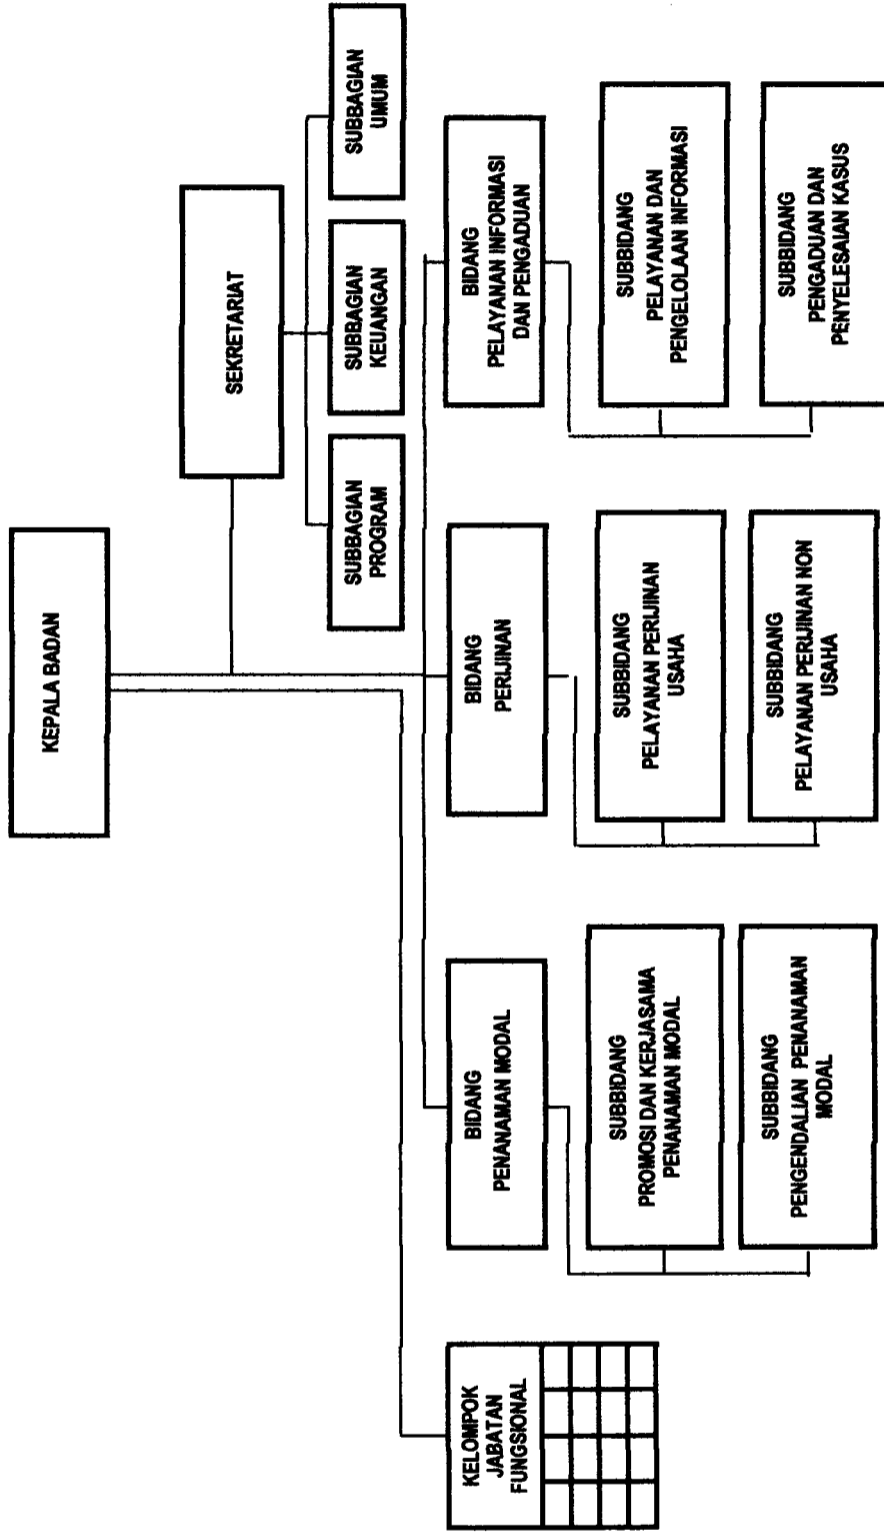 KEPALA BADAN
SEKRETARIAT
SUBBAGIAN
PROGRAM
SUBBAGIAN
KEUANGAN
SUBBAGIAN
UMUM
KELOMPOK
JABATAN
FUNGSIONAL
BIDANG
PENANAMAN MODAL
SUBBIDANG
PROMOSI DAN KERJASAMA
PENANAMAN MODAL
SUBBIDANG
PENGENDALIAN PENANAMAN
MODAL
BIDANG
PERIJINAN
SUBBIDANG
PELAYANAN PERIJINAN
USAHA
SUBBIDANG
PELAYANAN PERIJINAN NON
USAHA
BIDANG
PELAYANAN INFORMASI
DAN PENGADUAN
SUBBIDANG
PELAYANAN DAN
PENGELOLAAN INFORMASI
SUBBIDANG
PENGADUAN DAN
PENYELESAIAN KASUS